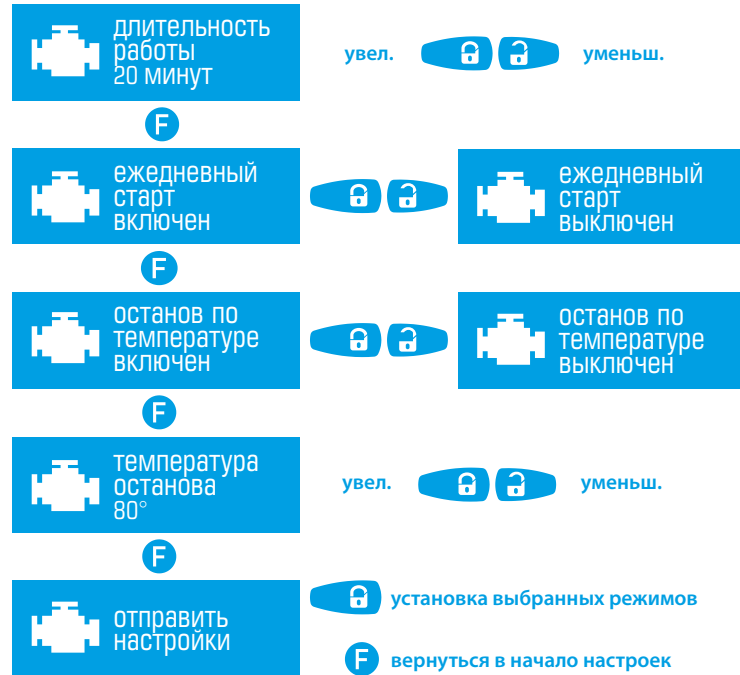 длительность
работы
20 минут
увел.
уменьш.
F
ежедневный
старт
включен
ежедневный
старт
выключен
F
останов по
температуре
включен
останов по
температуре
выключен
F
температура
останова
80°
увел.
уменьш.
F
отправить
настройки
установка выбранных режимов
F вернуться в начало настроек